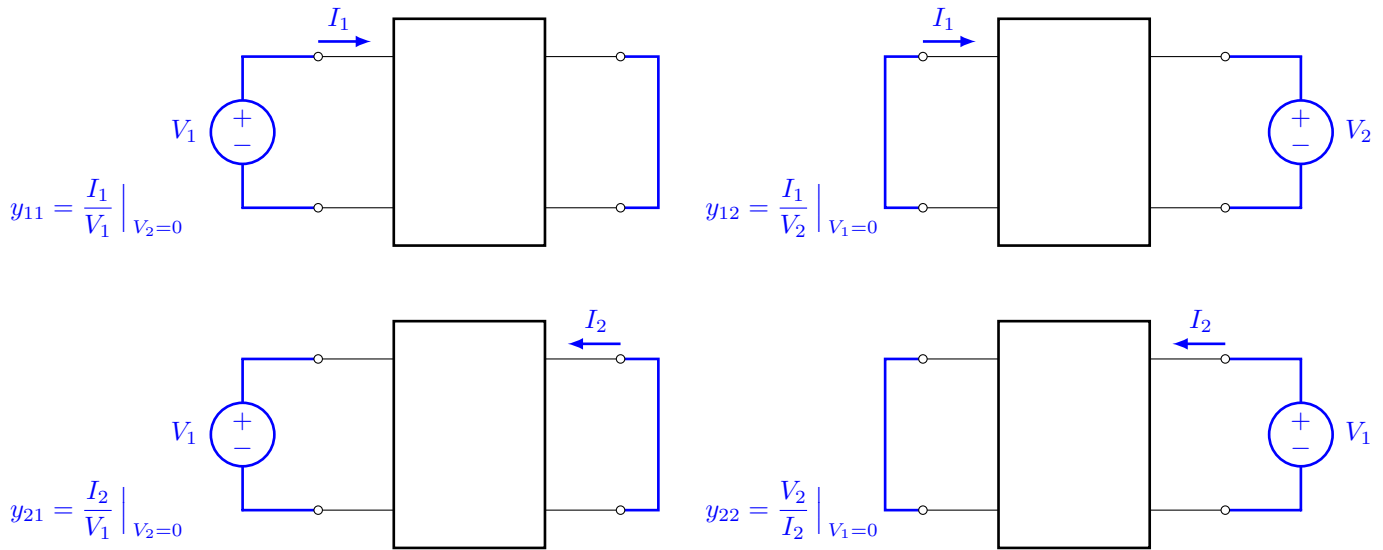 I₁ I₁
V₁ + − + − V₂
y₁₁ = I₁/V₁ |V₂=0 y₁₂ = I₁/V₂ |V₁=0
I₂ I₂
V₁ + − + − V₁
y₂₁ = I₂/V₁ |V₂=0 y₂₂ = V₂/I₂ |V₁=0